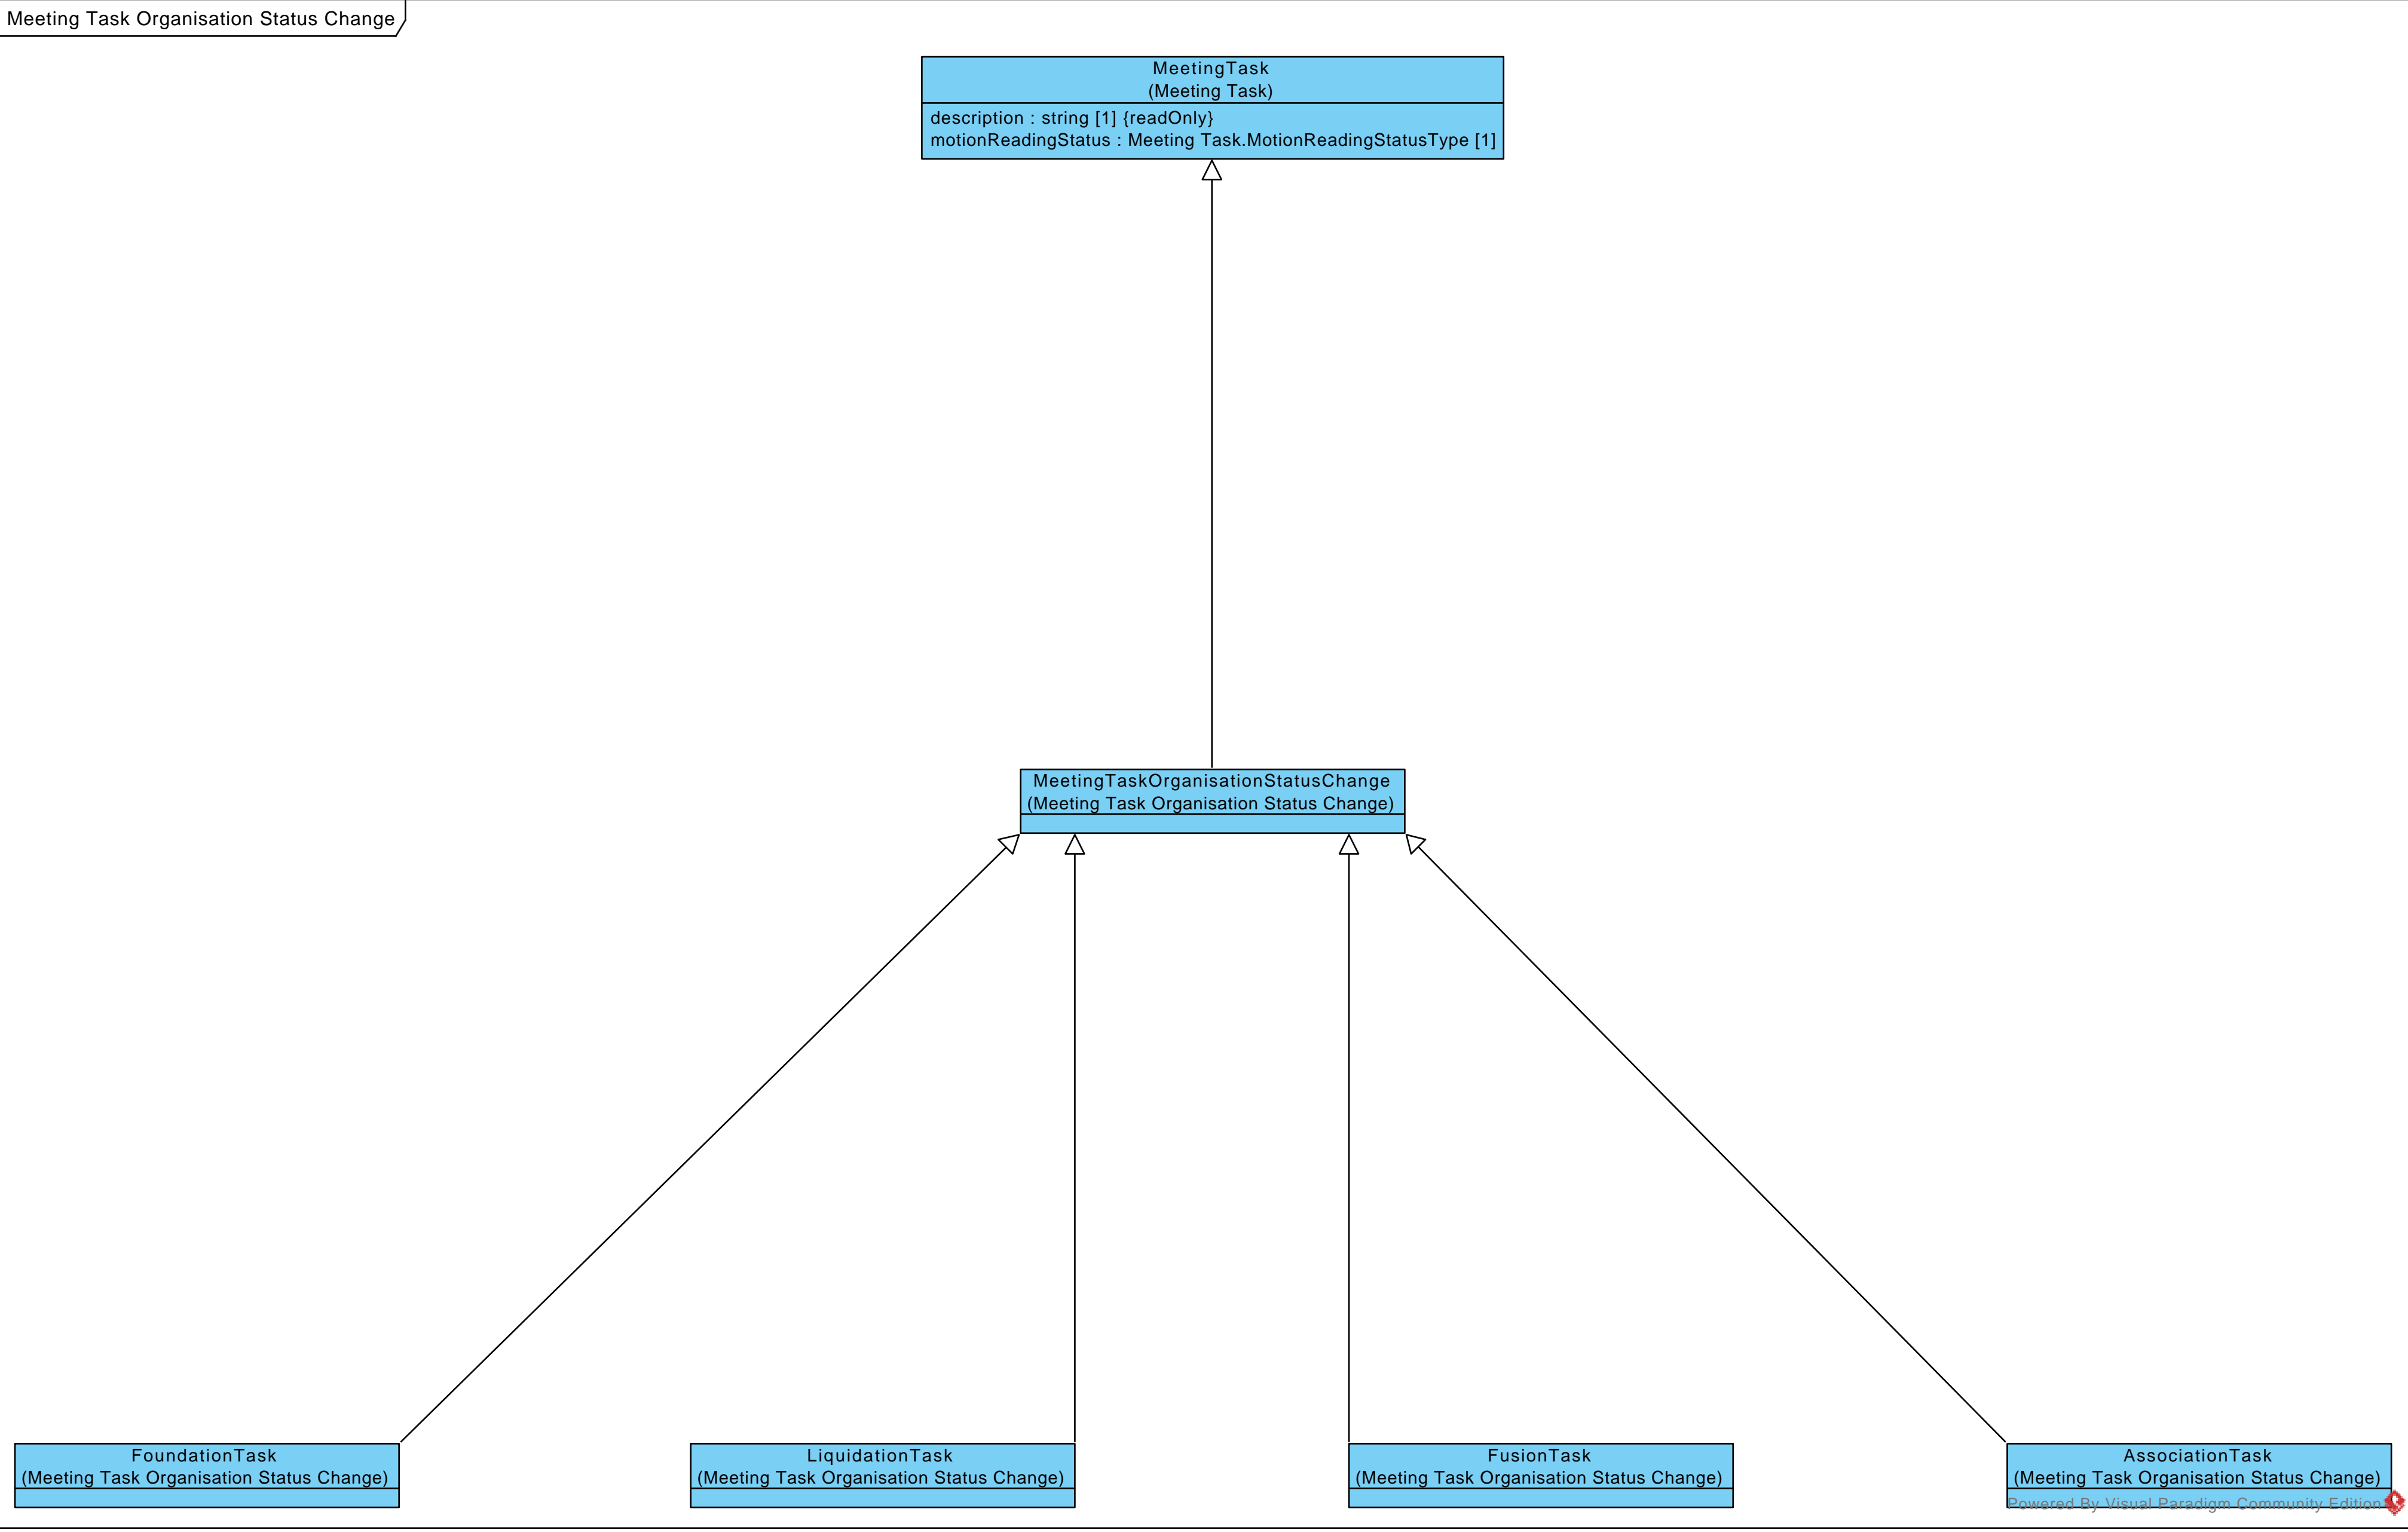 Meeting Task Organisation Status Change
MeetingTask
(Meeting Task)
description : string [1] {readOnly}
motionReadingStatus : Meeting Task.MotionReadingStatusType [1]
MeetingTaskOrganisationStatusChange
(Meeting Task Organisation Status Change)
FoundationTask
(Meeting Task Organisation Status Change)
LiquidationTask
(Meeting Task Organisation Status Change)
FusionTask
(Meeting Task Organisation Status Change)
AssociationTask
(Meeting Task Organisation Status Change)
Powered By Visual Paradigm Community Edition